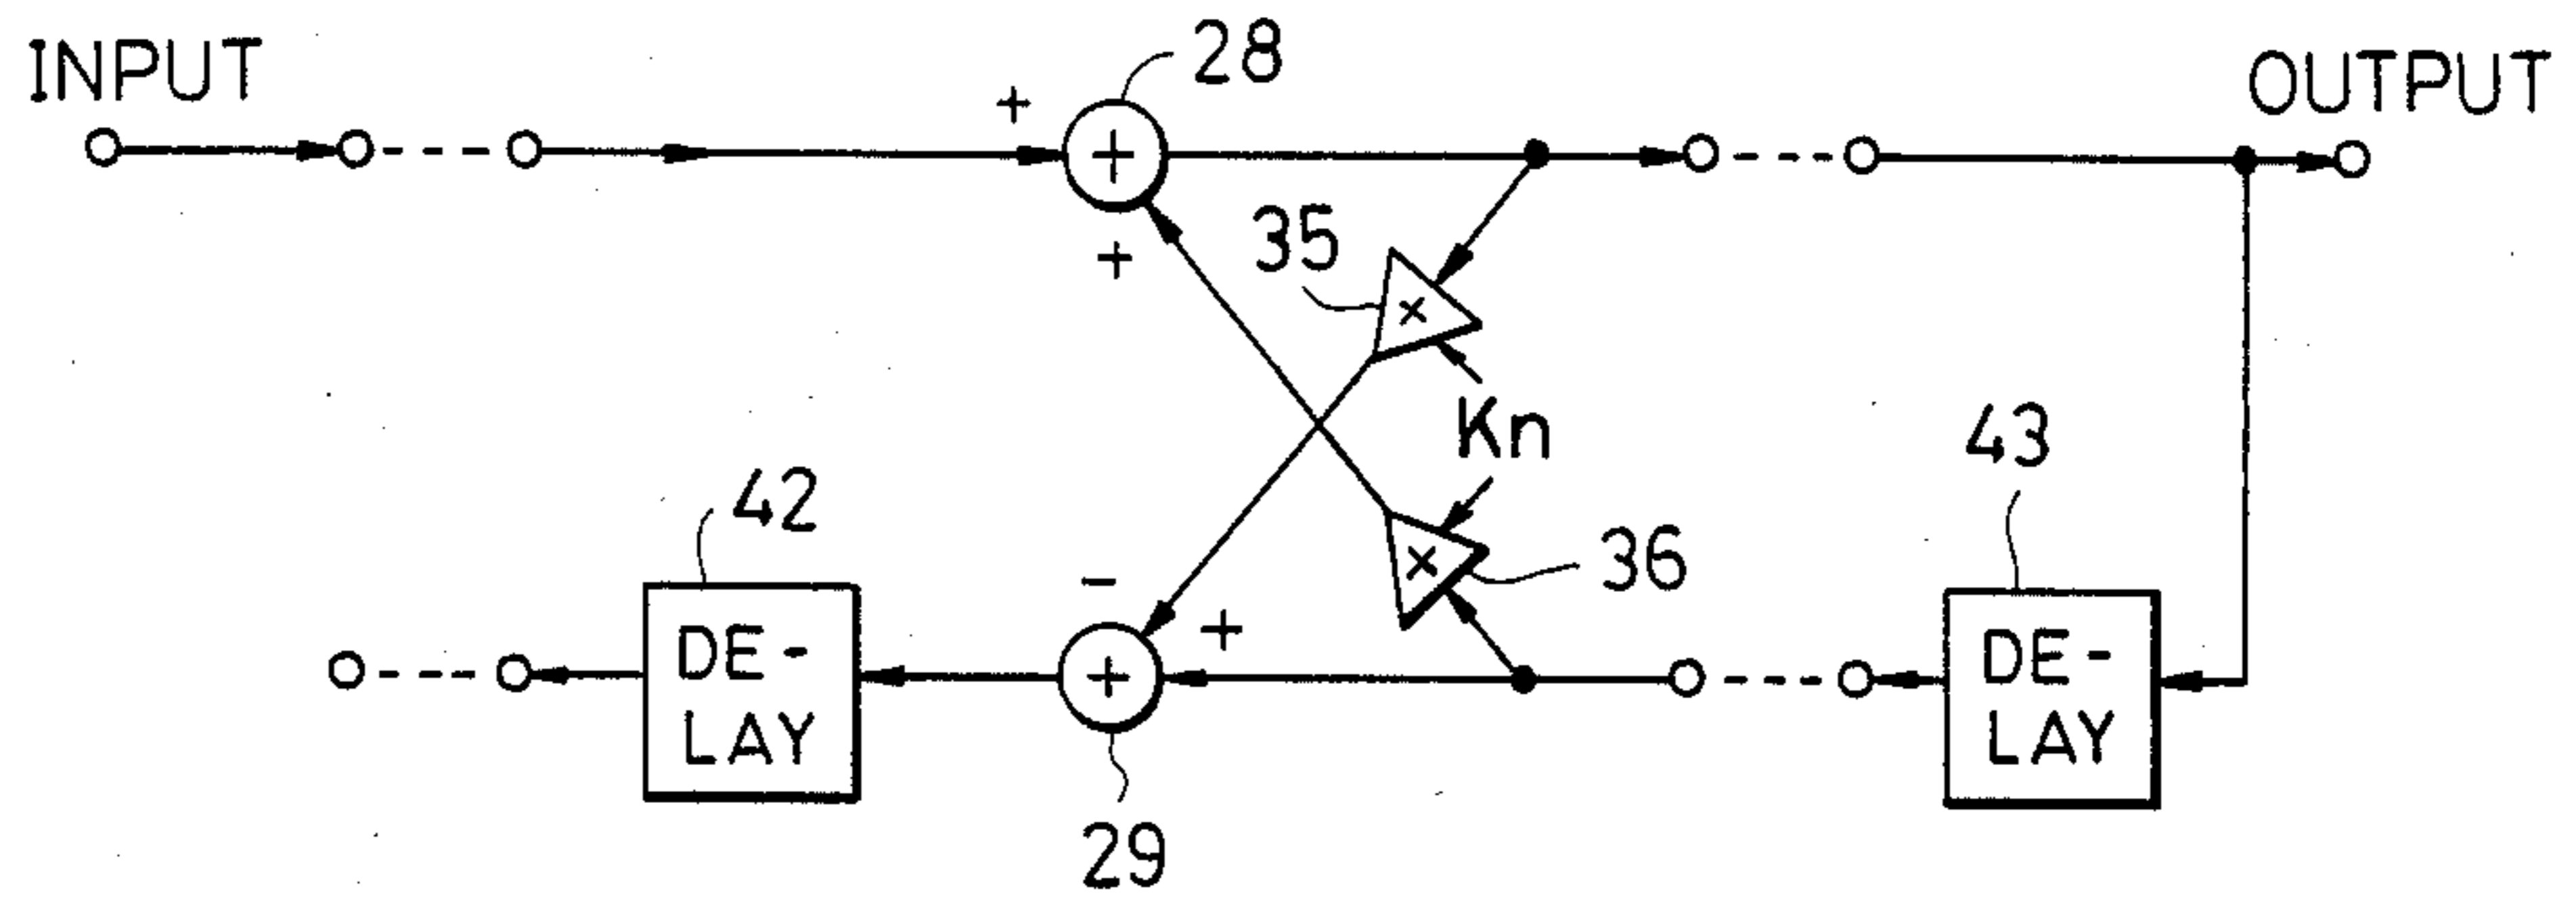 INPUT
28
OUTPUT
+
+
+
35
×
Kn
43
42
×
36
-
+
DE-
LAY
+
DE-
LAY
29